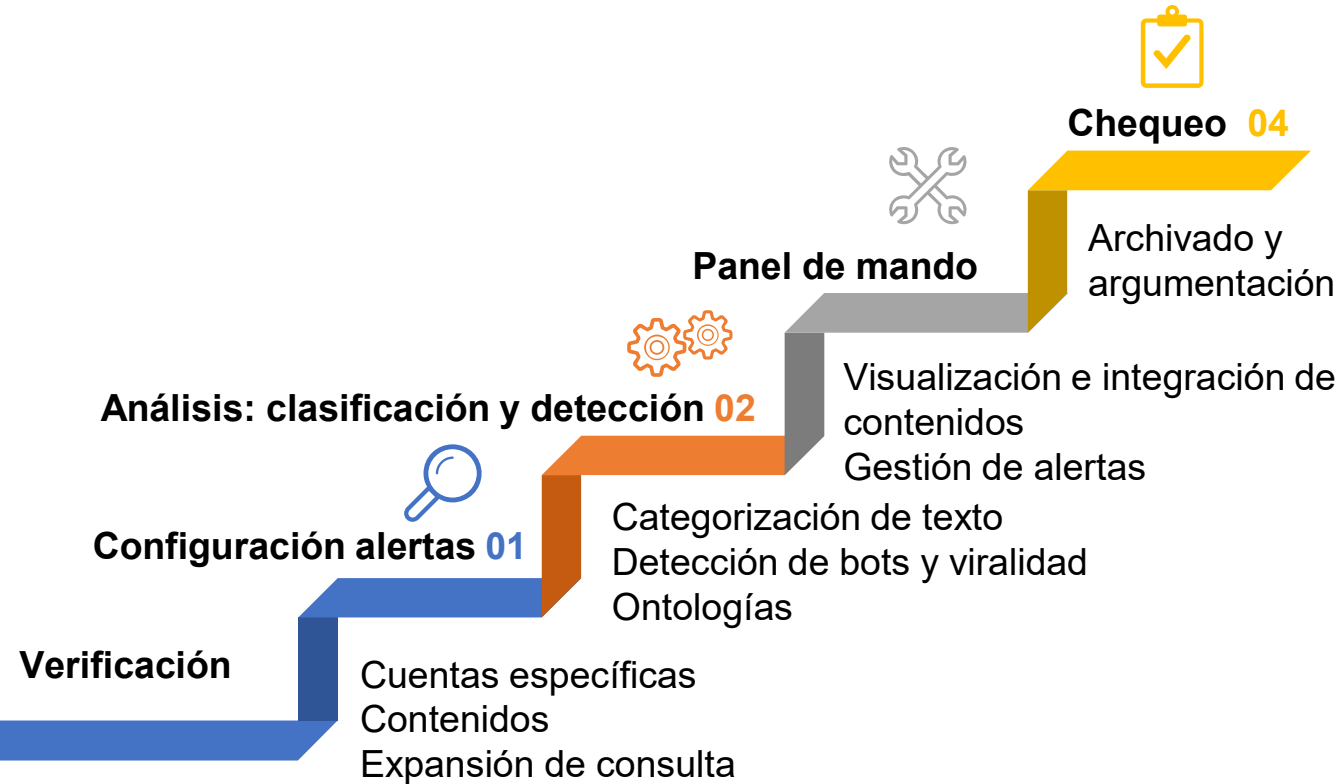 Chequeo 04
Archivado y
argumentación
Panel de mando
Visualización e integración de
contenidos
Gestión de alertas
Análisis: clasificación y detección 02
Categorización de texto
Detección de bots y viralidad
Ontologías
Configuración alertas 01
Verificación
Cuentas específicas
Contenidos
Expansión de consulta